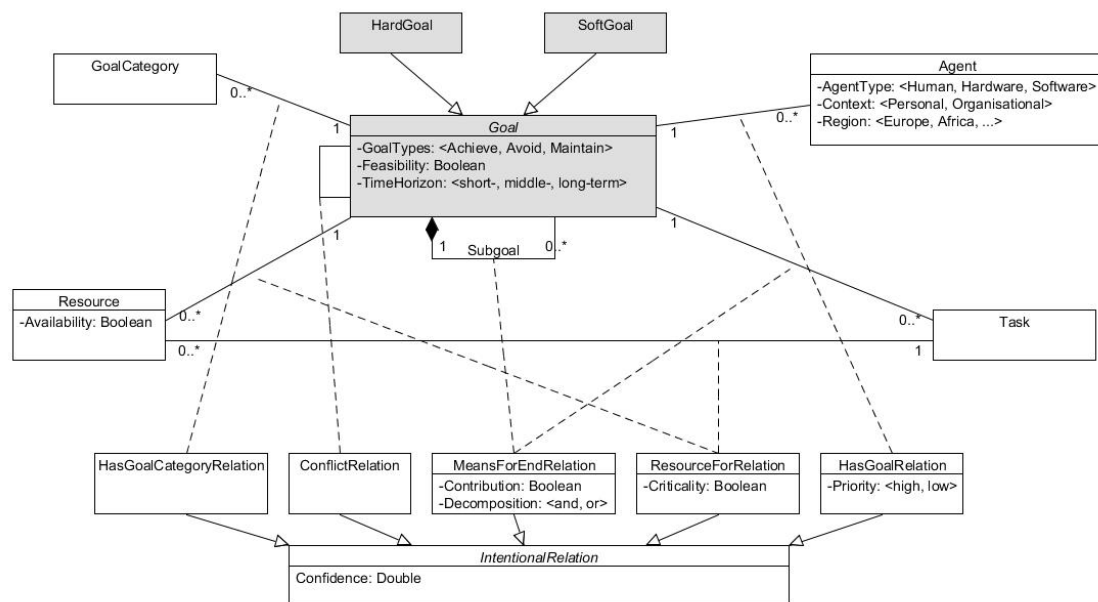 HardGoal
SoftGoal
GoalCategory
Agent
-AgentType: <Human, Hardware, Software>
-Context: <Personal, Organisational>
-Region: <Europe, Africa, ...>
0..*
1
Goal
-GoalTypes: <Achieve, Avoid, Maintain>
-Feasibility: Boolean
-TimeHorizon: <short-, middle-, long-term>
1
0..*
1
1
Subgoal
0..*
1
Resource
-Availability: Boolean
0..*
0..*
0..*
1
Task
HasGoalCategoryRelation
ConflictRelation
MeansForEndRelation
-Contribution: Boolean
-Decomposition: <and, or>
ResourceForRelation
-Criticality: Boolean
HasGoalRelation
-Priority: <high, low>
IntentionalRelation
Confidence: Double